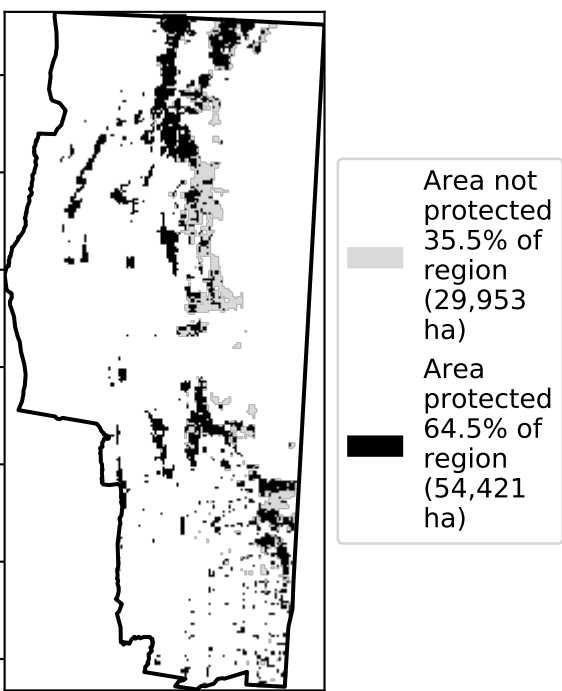 Area not
protected
35.5% of
region
(29,953
ha)
Area
protected
64.5% of
region
(54,421
ha)